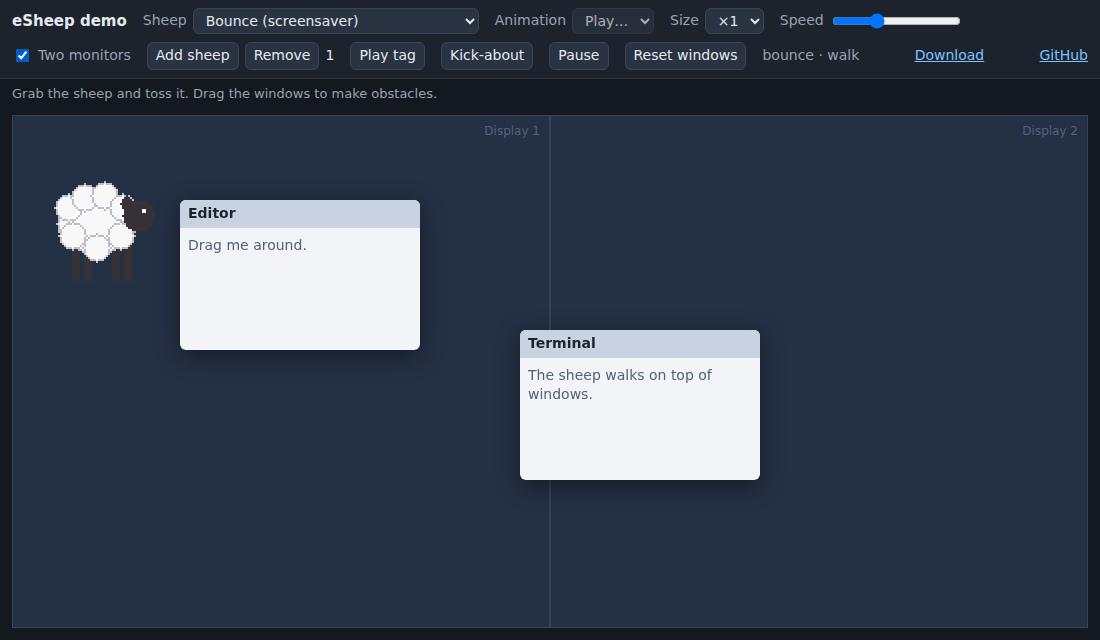 eSheep demo Sheep Bounce (screensaver) Animation Play... Size ×1 Speed
Two monitors Add sheep Remove 1 Play tag Kick-about Pause Reset windows bounce · walk Download GitHub
Grab the sheep and toss it. Drag the windows to make obstacles.
Display 1 Display 2
Editor
Drag me around.
Terminal
The sheep walks on top of
windows.